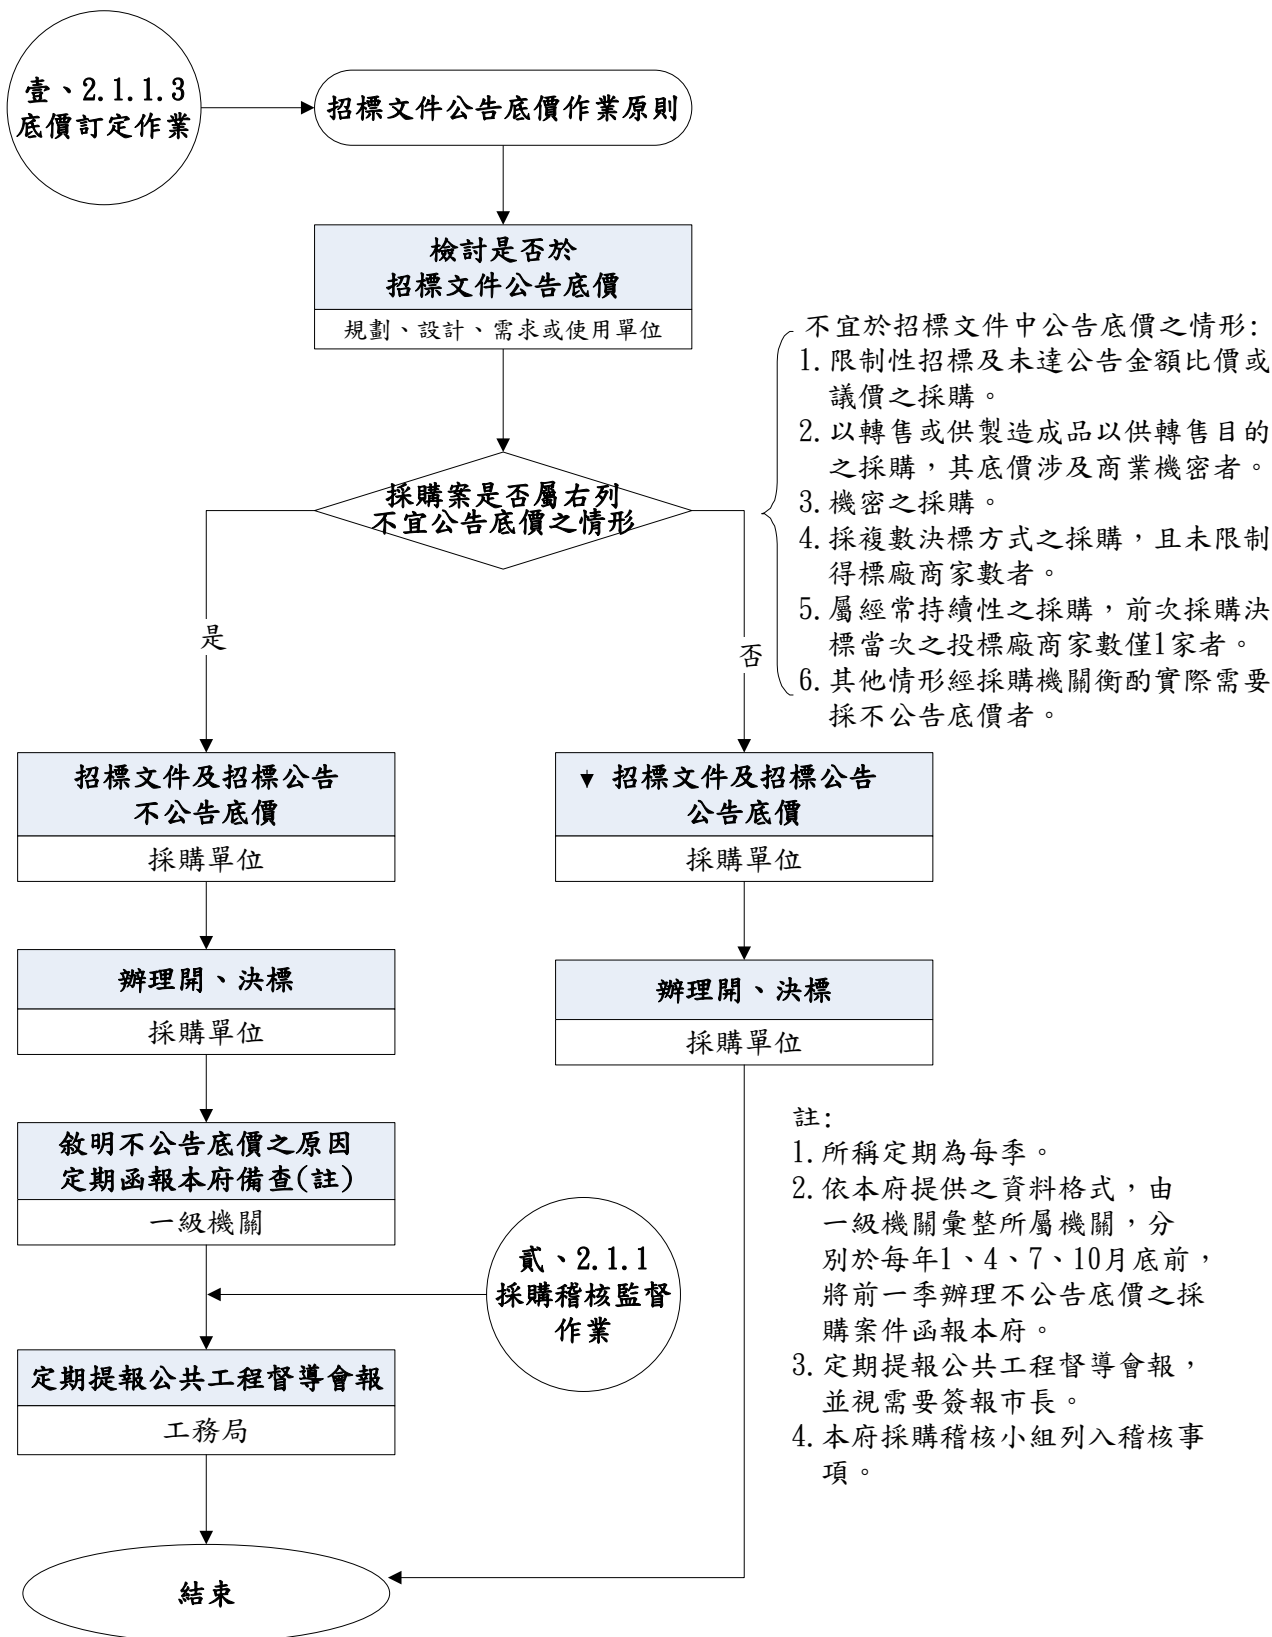 壹、2.1.1.3
底價訂定作業
招標文件公告底價作業原則
檢討是否於
招標文件公告底價
規劃、設計、需求或使用單位
採購案是否屬右列
不宜公告底價之情形
不宜於招標文件中公告底價之情形:
1.限制性招標及未達公告金額比價或
議價之採購。
2.以轉售或供製造成品以供轉售目的
之採購，其底價涉及商業機密者。
3.機密之採購。
4.採複數決標方式之採購，且未限制
得標廠商家數者。
5.屬經常持續性之採購，前次採購決
標當次之投標廠商家數僅1家者。
6.其他情形經採購機關衡酌實際需要
採不公告底價者。
是
否
招標文件及招標公告
不公告底價
採購單位
▼ 招標文件及招標公告
公告底價
採購單位
辦理開、決標
採購單位
辦理開、決標
採購單位
敘明不公告底價之原因
定期函報本府備查(註)
一級機關
貳、2.1.1
採購稽核監督
作業
定期提報公共工程督導會報
工務局
結束
註:
1.所稱定期為每季。
2.依本府提供之資料格式，由
一級機關彙整所屬機關，分
別於每年1、4、7、10月底前，
將前一季辦理不公告底價之採
購案件函報本府。
3.定期提報公共工程督導會報，
並視需要簽報市長。
4.本府採購稽核小組列入稽核事
項。